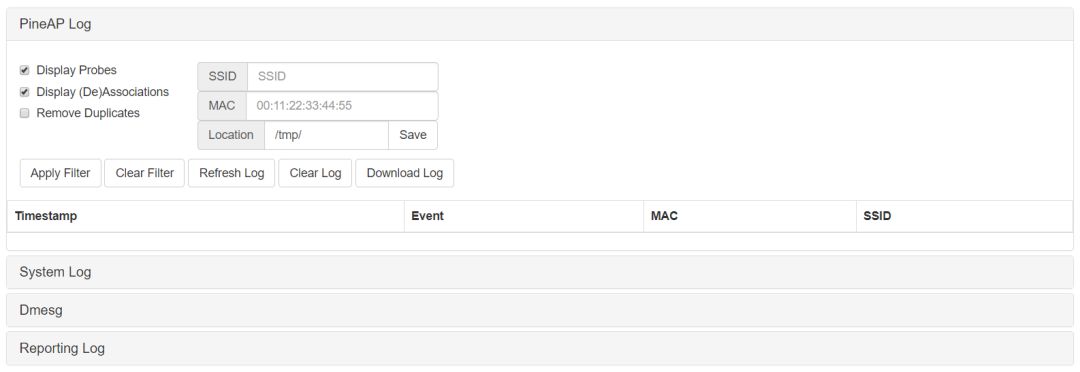 PineAP Log
Display Probes
Display (De)Associations
Remove Duplicates
SSID SSID
MAC 00:11:22:33:44:55
Location /tmp/ Save
Apply Filter Clear Filter Refresh Log Clear Log Download Log
Timestamp Event MAC SSID
System Log
Dmesg
Reporting Log